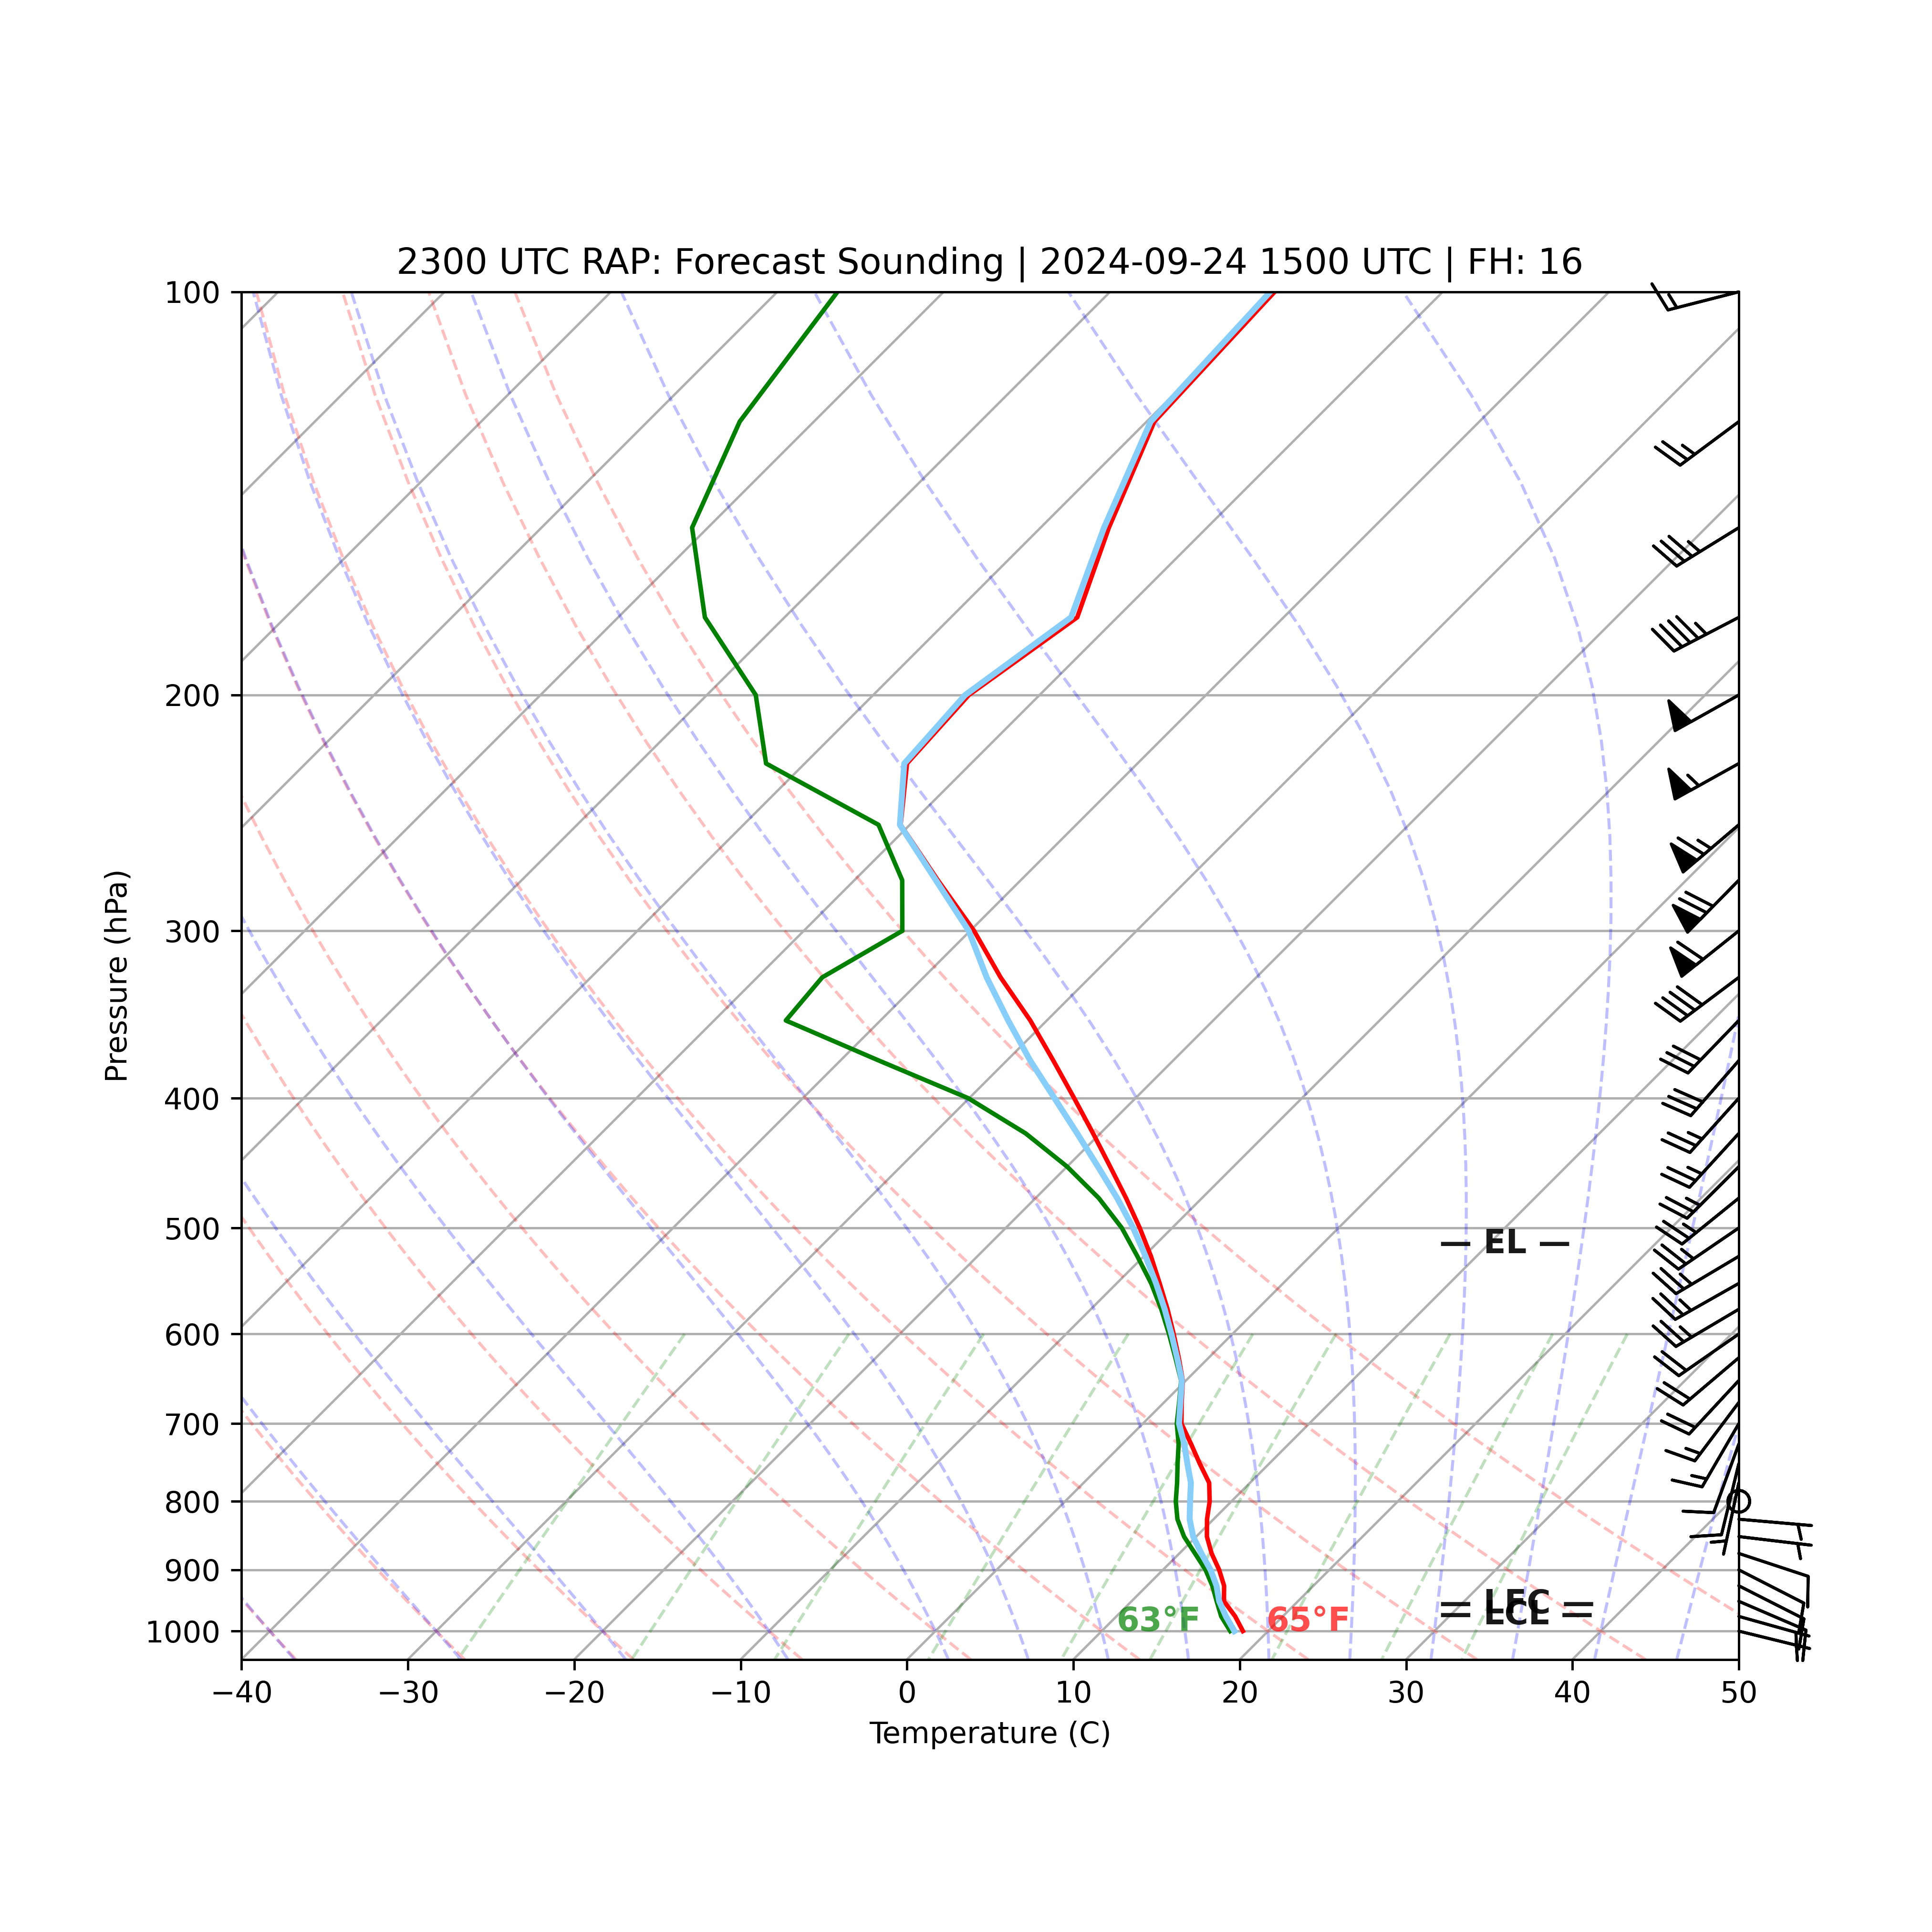 2300 UTC RAP: Forecast Sounding | 2024-09-24 1500 UTC | FH: 16
100
200
300
400
500
600
700
800
900
1000
Pressure (hPa)
— EL —
— LFC —
— LCL —
63°F
65°F
−40
−30
−20
−10
0
10
20
30
40
50
Temperature (C)